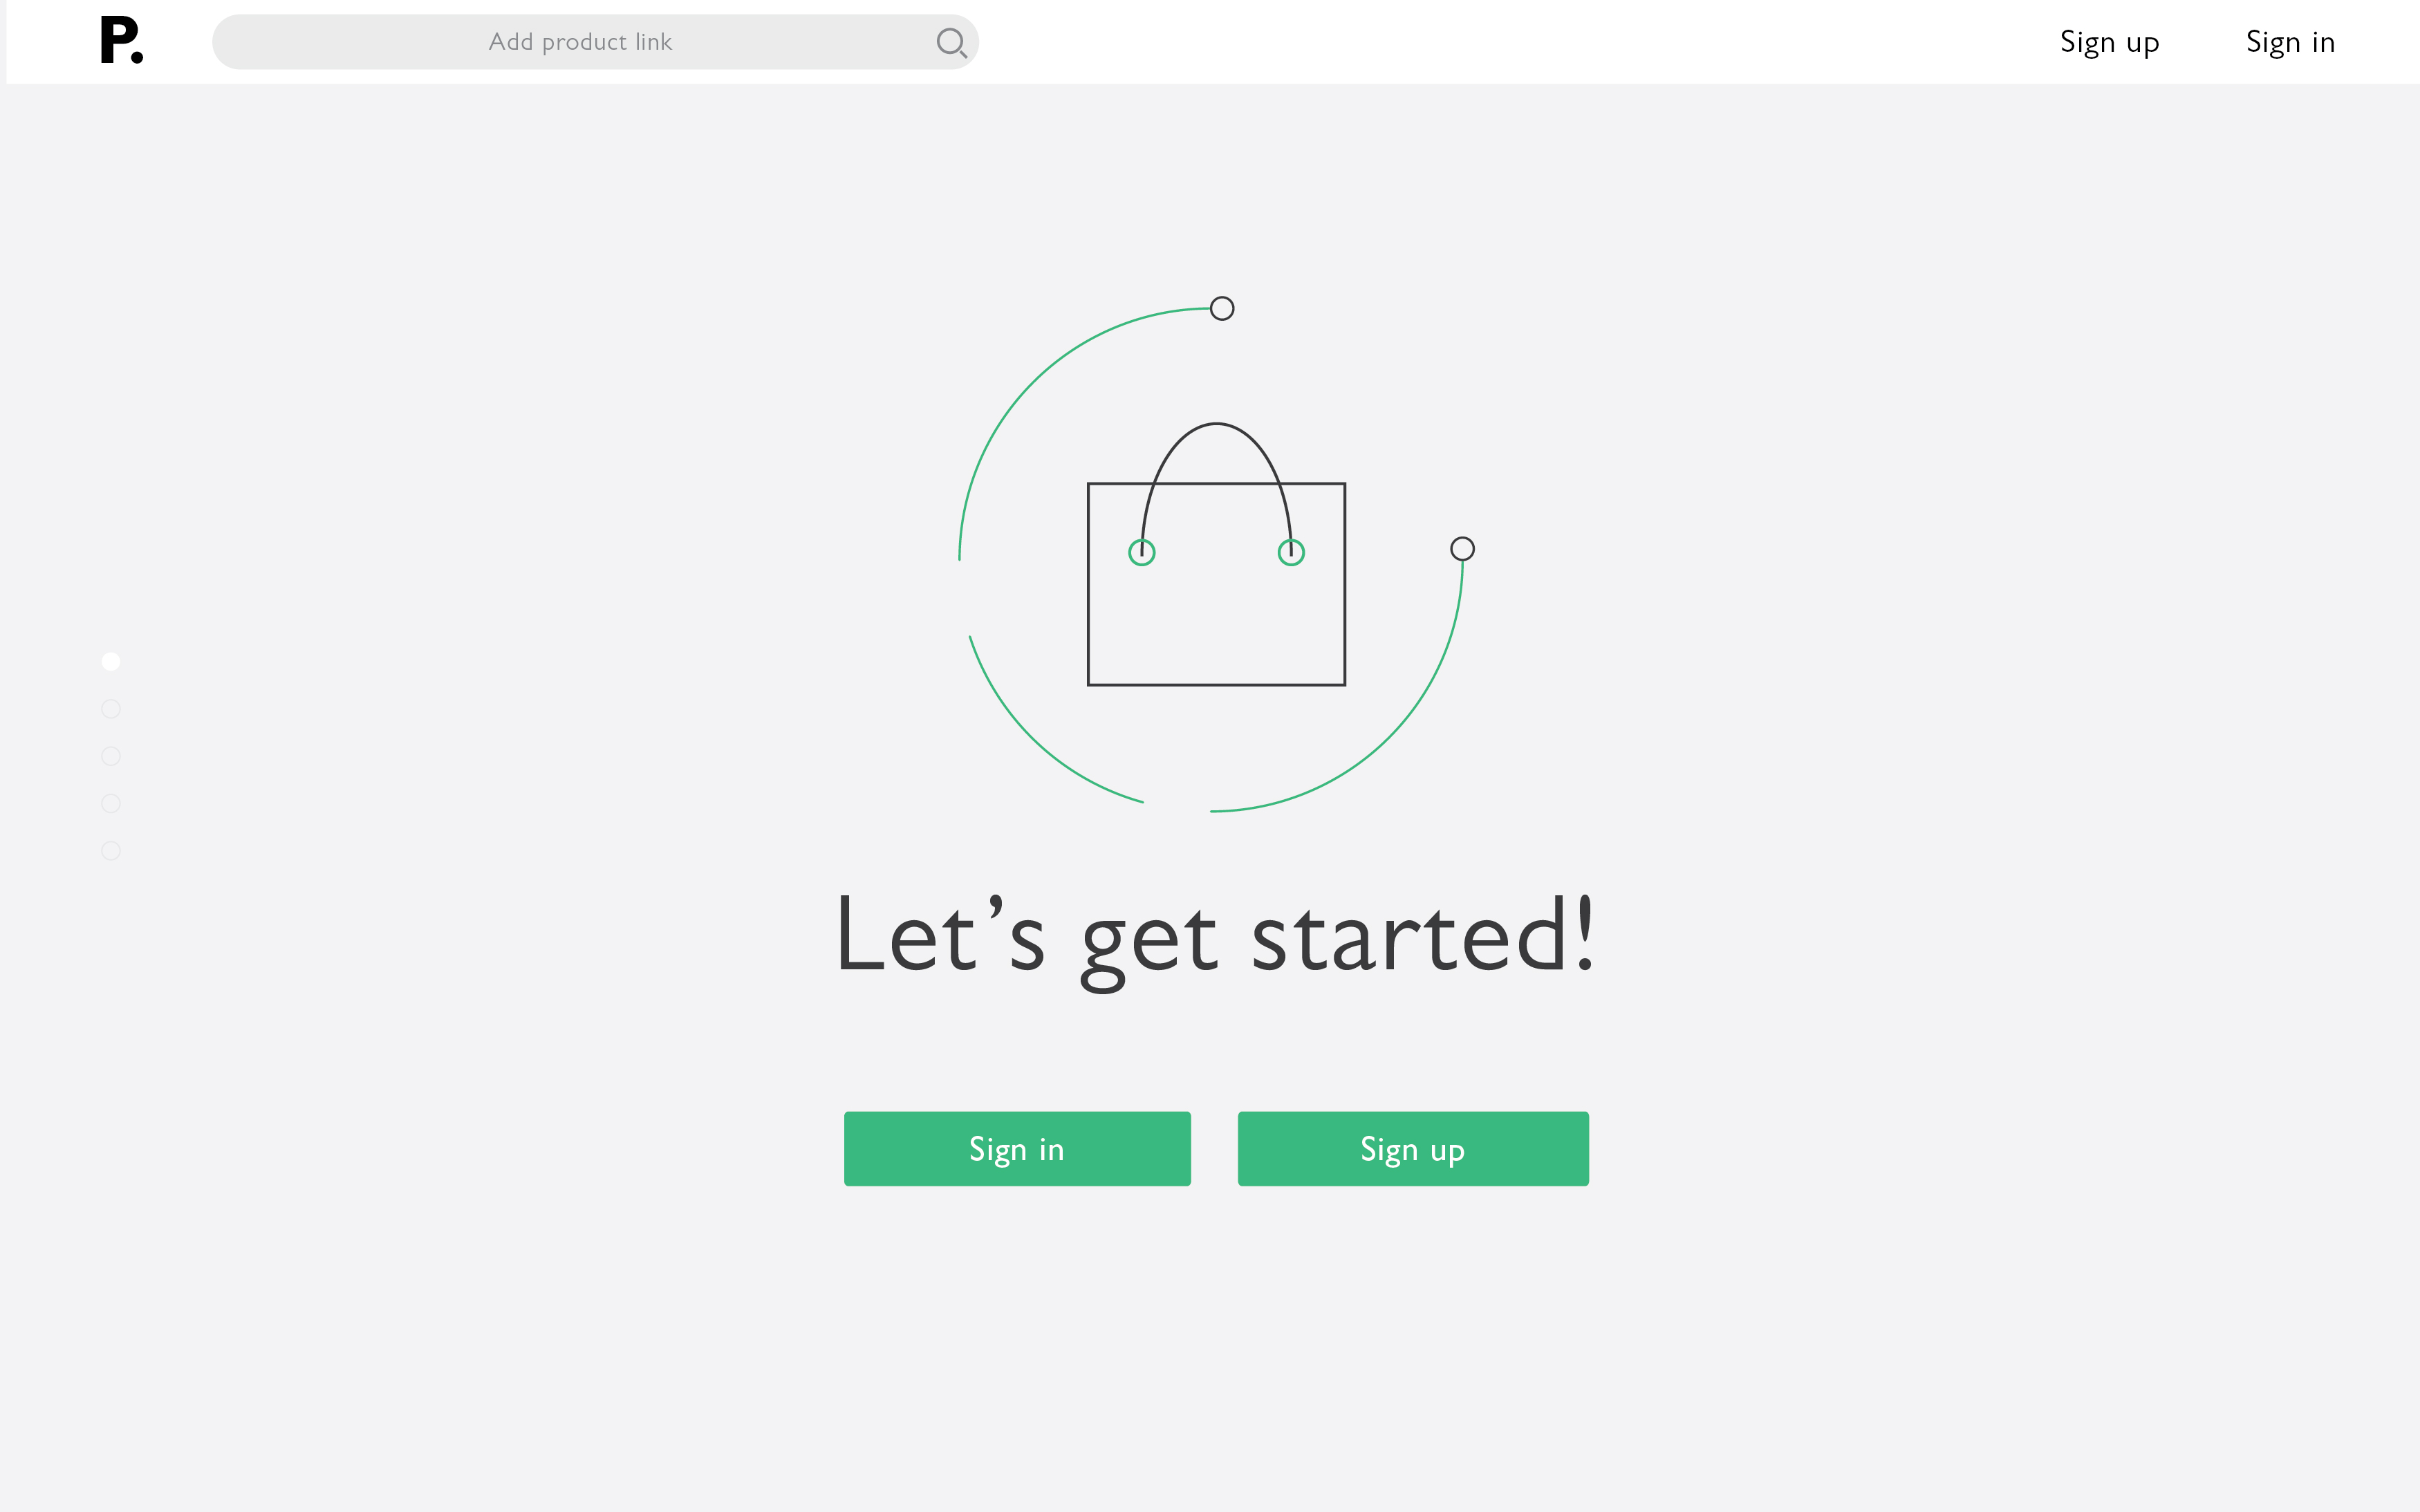 P.
Add product link
Sign up
Sign in
Let’s get started!
Sign in
Sign up